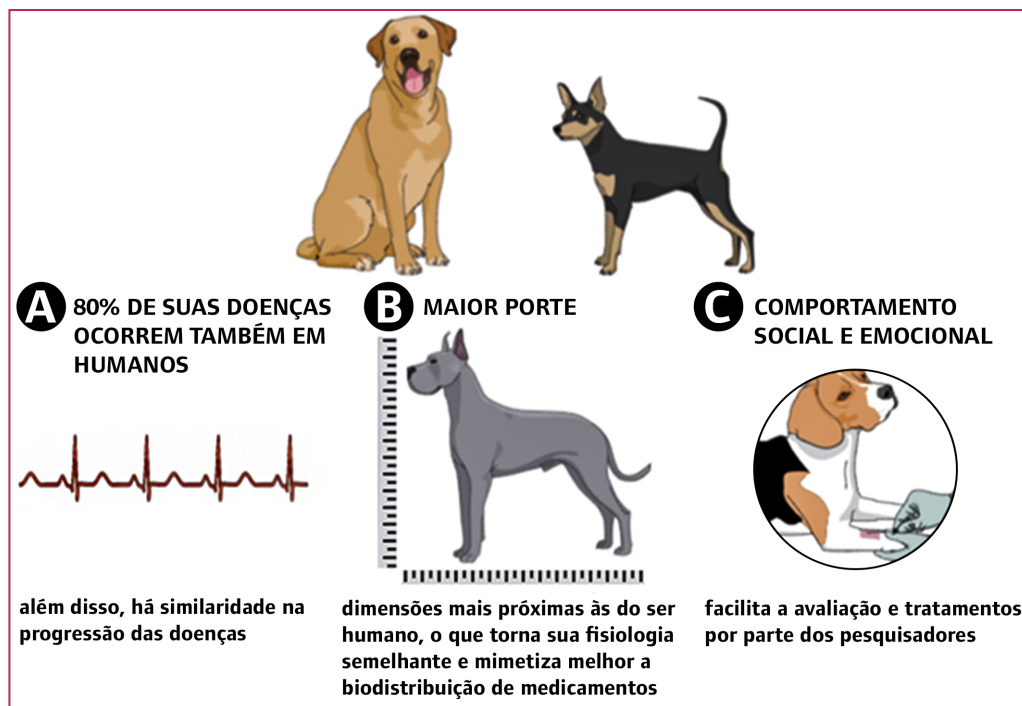 A
80% DE SUAS DOENÇAS
OCORREM TAMBÉM EM
HUMANOS
além disso, há similaridade na
progressão das doenças
B
MAIOR PORTE
dimensões mais próximas às do ser
humano, o que torna sua fisiologia
semelhante e mimetiza melhor a
biodistribuição de medicamentos
C
COMPORTAMENTO
SOCIAL E EMOCIONAL
facilita a avaliação e tratamentos
por parte dos pesquisadores